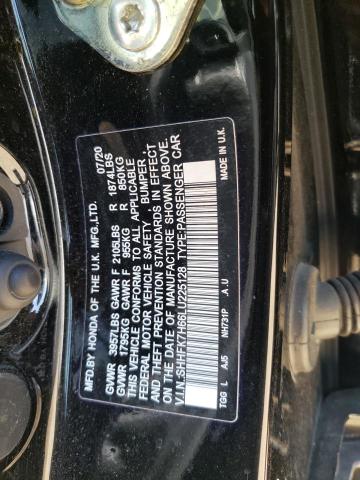 MFD.BY HONDA OF THE U.K. MFG.,LTD. 07/20
GVWR 3957LBS GAWR F 2105LBS R 1874LBS
GVWR 1795KG GAWR F 955KG R 850KG
THIS VEHICLE CONFORMS TO ALL APPLICABLE
FEDERAL MOTOR VEHICLE SAFETY , BUMPER ,
AND THEFT PREVENTION STANDARDS IN EFFECT
ON THE DATE OF MANUFACTURE SHOWN ABOVE.
V.I.N.:SHHFK7H66LU225128 TYPE:PASSENGER CAR
TGG L AJ5 NH731P A.U MADE IN U.K.